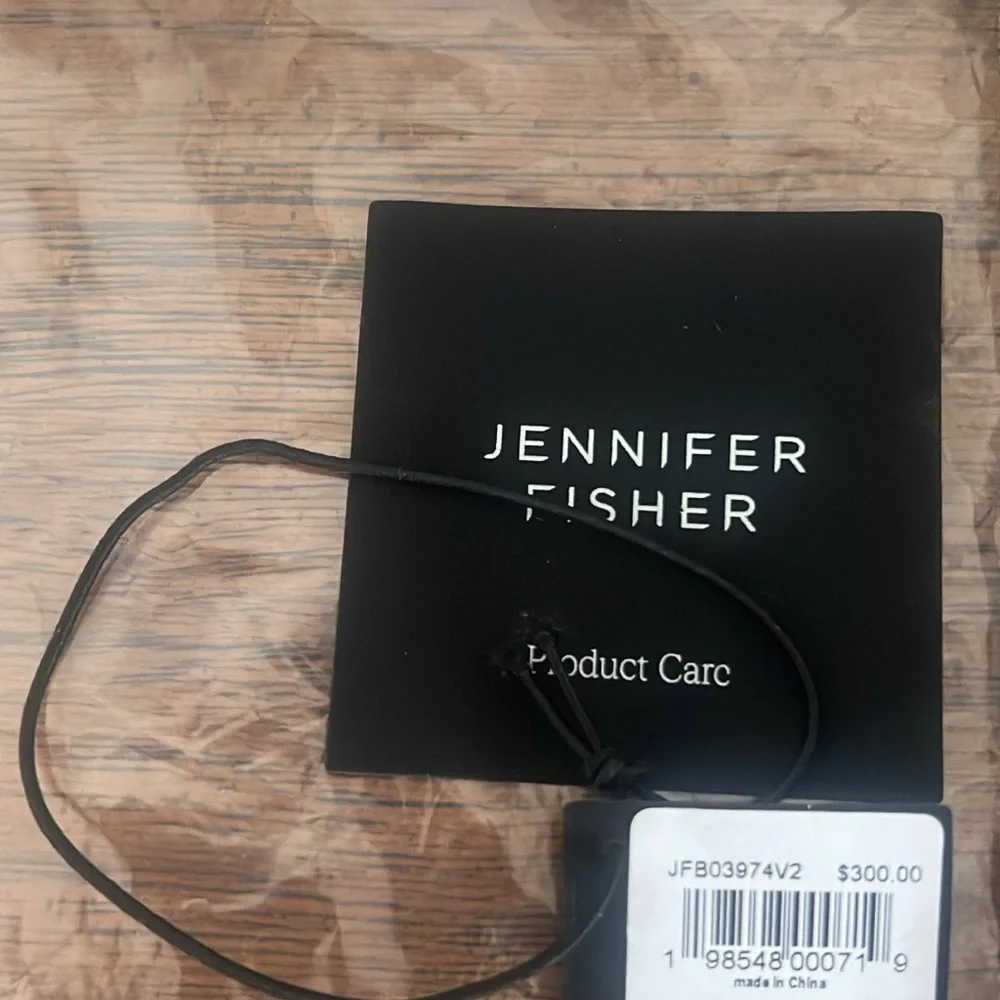 JENNIFER
FISHER
Product Care
JFB03974V2 $300.00
1 98548 00071 9
made in China